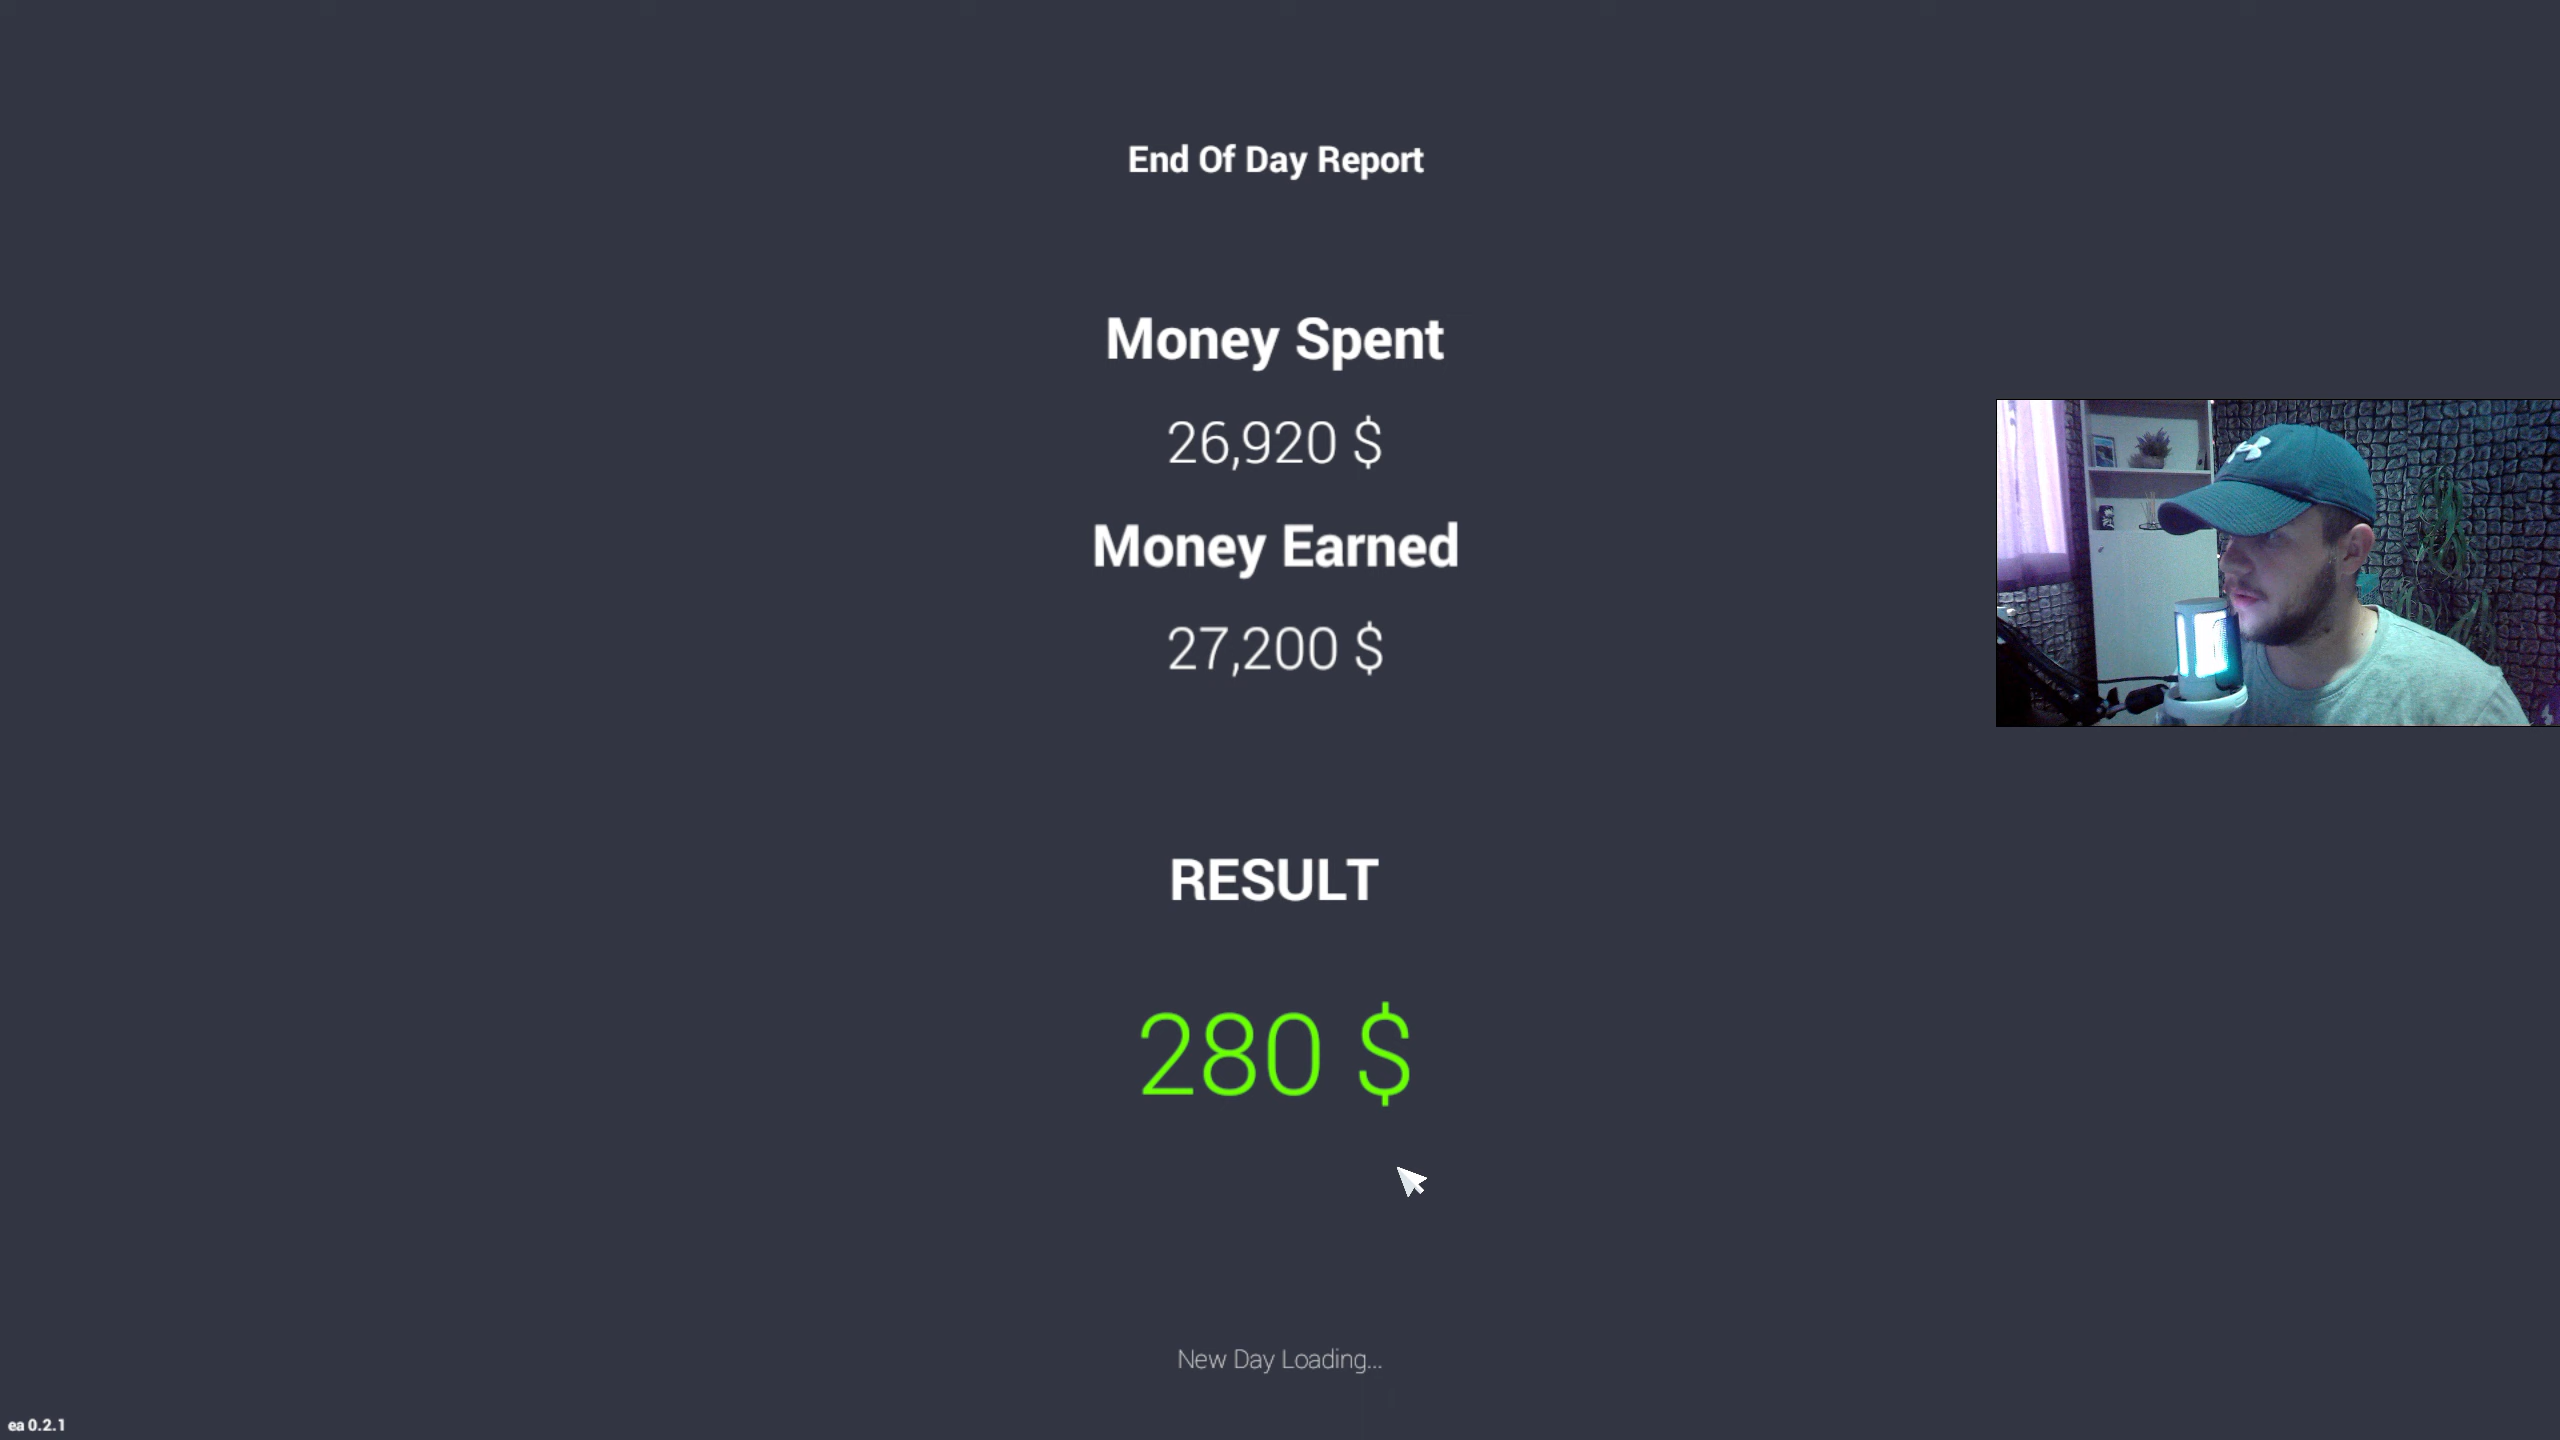 End Of Day Report
Money Spent
26,920 $
Money Earned
27,200 $
RESULT
280 $
New Day Loading...
ea 0.2.1